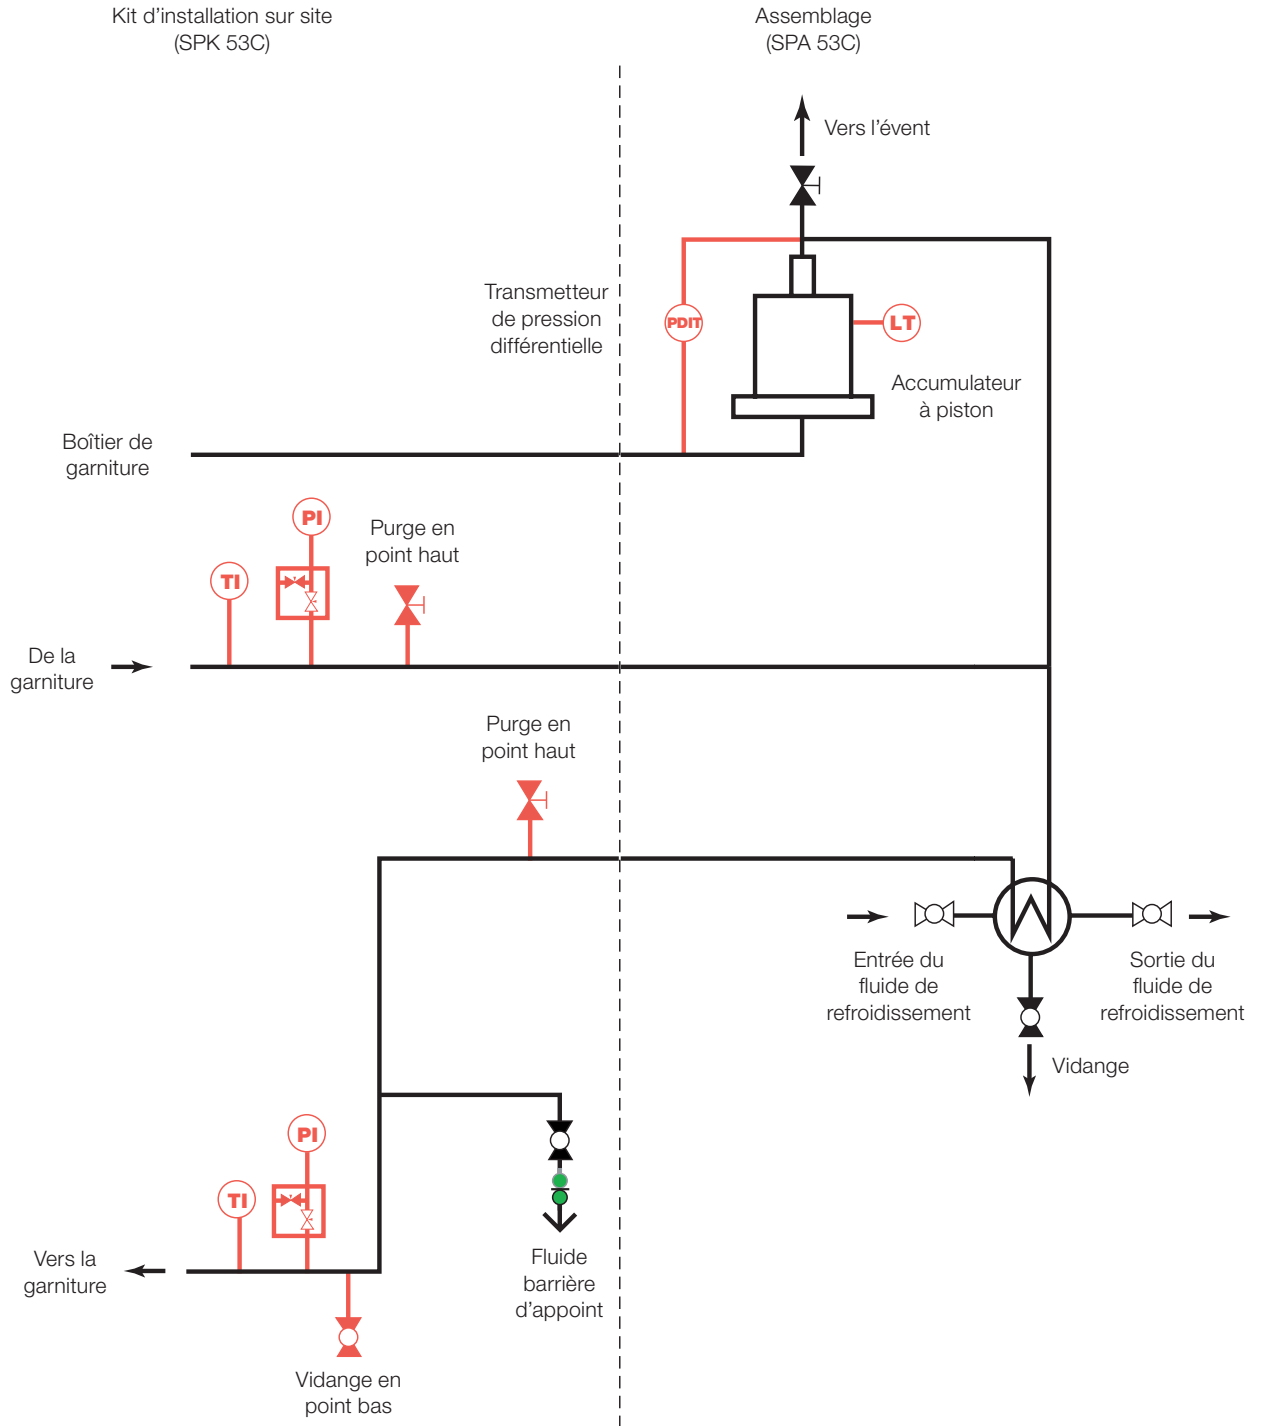 Kit d’installation sur site
(SPK 53C)
Assemblage
(SPA 53C)
Vers l’évent
Transmetteur
de pression
différentielle
PDIT
LT
Accumulateur
à piston
Boîtier de
garniture
PI
Purge en
point haut
TI
De la
garniture
Purge en
point haut
Entrée du
fluide de
refroidissement
Sortie du
fluide de
refroidissement
Vidange
PI
TI
Vers la
garniture
Fluide
barrière
d’appoint
Vidange en
point bas